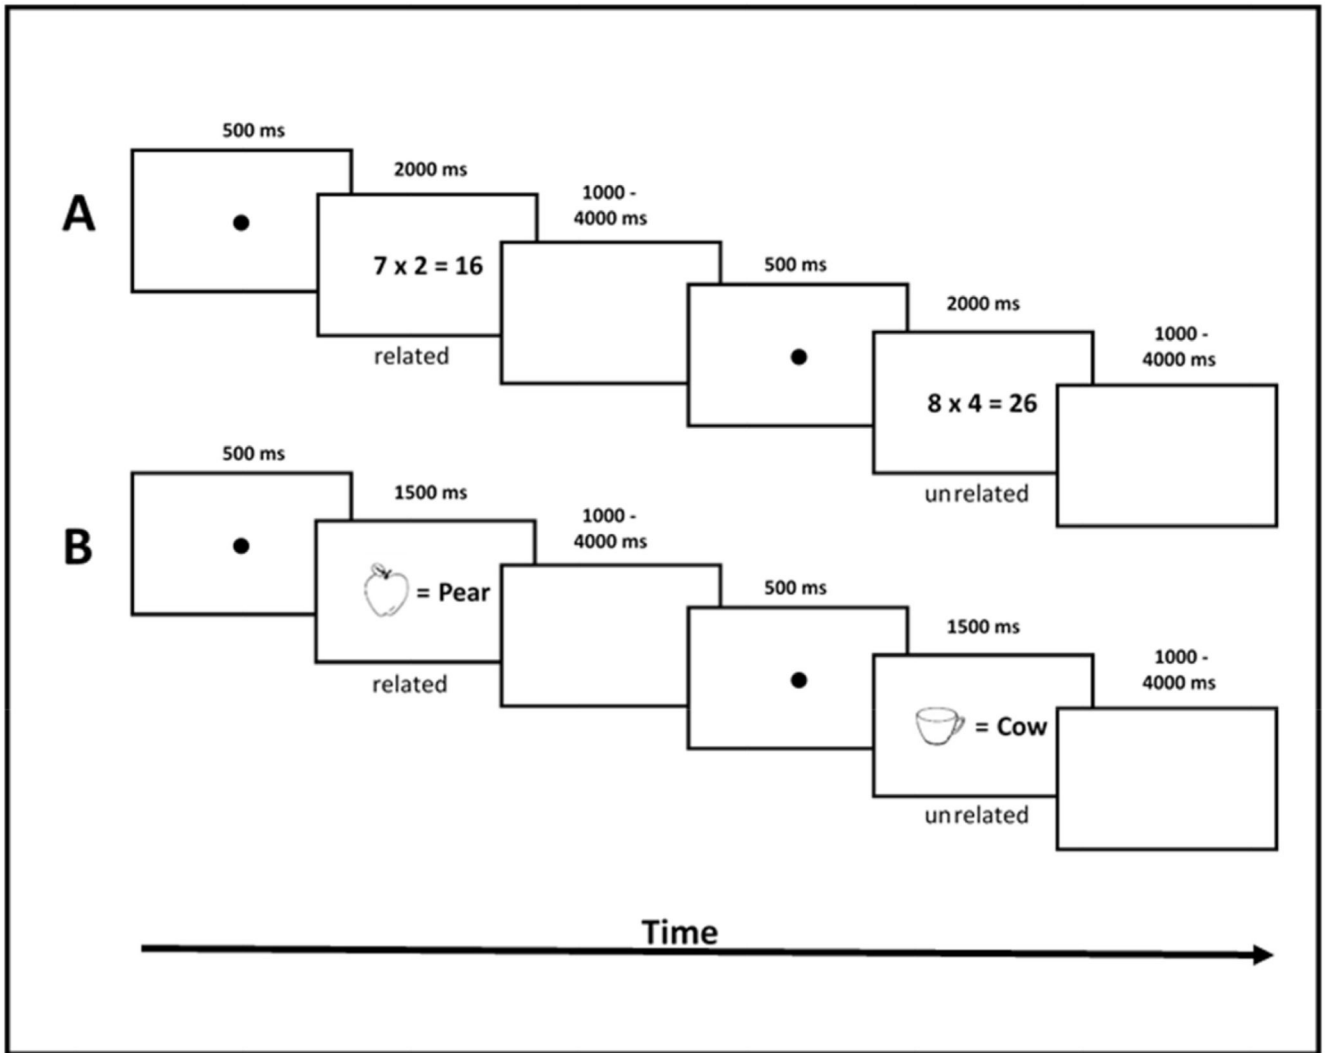 500 ms
2000 ms
1000 -
4000 ms
500 ms
2000 ms
1000 -
4000 ms
A
7 x 2 = 16
related
8 x 4 = 26
unrelated
500 ms
1500 ms
1000 -
4000 ms
500 ms
1500 ms
1000 -
4000 ms
B
= Pear
related
= Cow
unrelated
Time